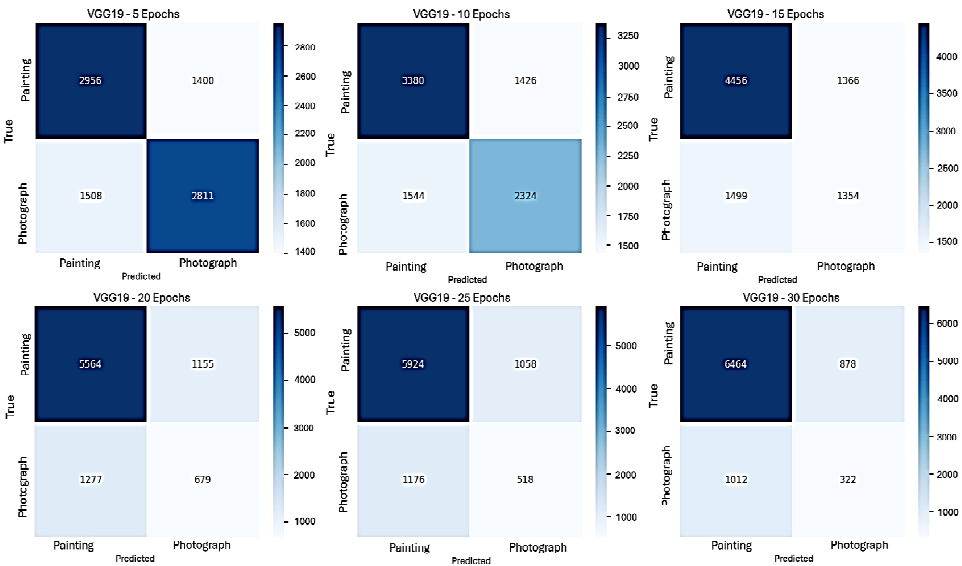 VGG19 - 5 Epochs
Painting
Photograph
True
2956 1400
1508 2811
2800
2600
2400
2200
2000
1800
1600
1400
Painting Photograph
Predicted
VGG19 - 10 Epochs
Painting
Photograph
True
3380 1426
1544 2324
3250
3000
2750
2500
2250
2000
1750
1500
Painting Photograph
Predicted
VGG19 - 15 Epochs
Painting
Photograph
True
4456 1366
1499 1354
4000
3500
3000
2500
2000
1500
Painting Photograph
Predicted
VGG19 - 20 Epochs
Painting
Photograph
True
5564 1155
1277 679
5000
4000
3000
2000
1000
Painting Photograph
Predicted
VGG19 - 25 Epochs
Painting
Photograph
True
5924 1058
1176 518
5000
4000
3000
2000
1000
Painting Photograph
Predicted
VGG19 - 30 Epochs
Painting
Photograph
True
6464 878
1012 322
6000
5000
4000
3000
2000
1000
Painting Photograph
Predicted